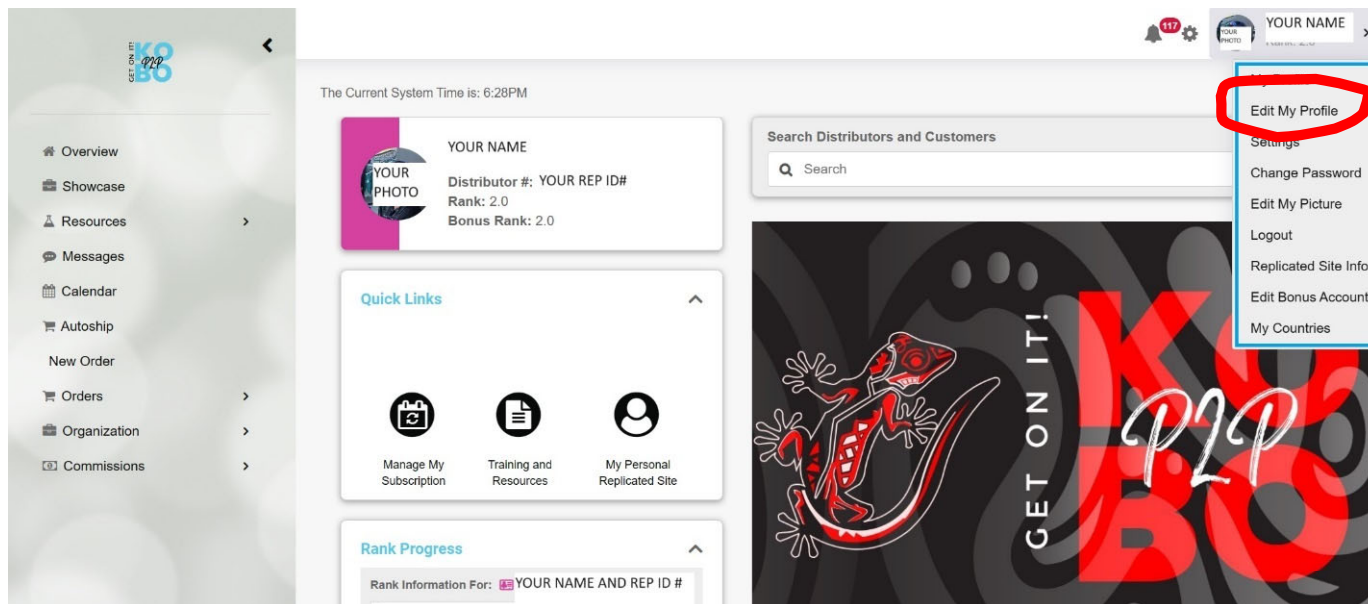 GET ON IT!
KO
P2P
BO
117
YOUR
PHOTO
YOUR NAME
The Current System Time is: 6:28PM
Overview
Showcase
Resources
Messages
Calendar
Autoship
New Order
Orders
Organization
Commissions
YOUR NAME
YOUR
PHOTO
Distributor #: YOUR REP ID#
Rank: 2.0
Bonus Rank: 2.0
Search Distributors and Customers
Search
Edit My Profile
Settings
Change Password
Edit My Picture
Logout
Replicated Site Info
Edit Bonus Account
My Countries
Quick Links
Manage My
Subscription
Training and
Resources
My Personal
Replicated Site
Rank Progress
Rank Information For: YOUR NAME AND REP ID #
GET ON IT!
KO
P2P
BO